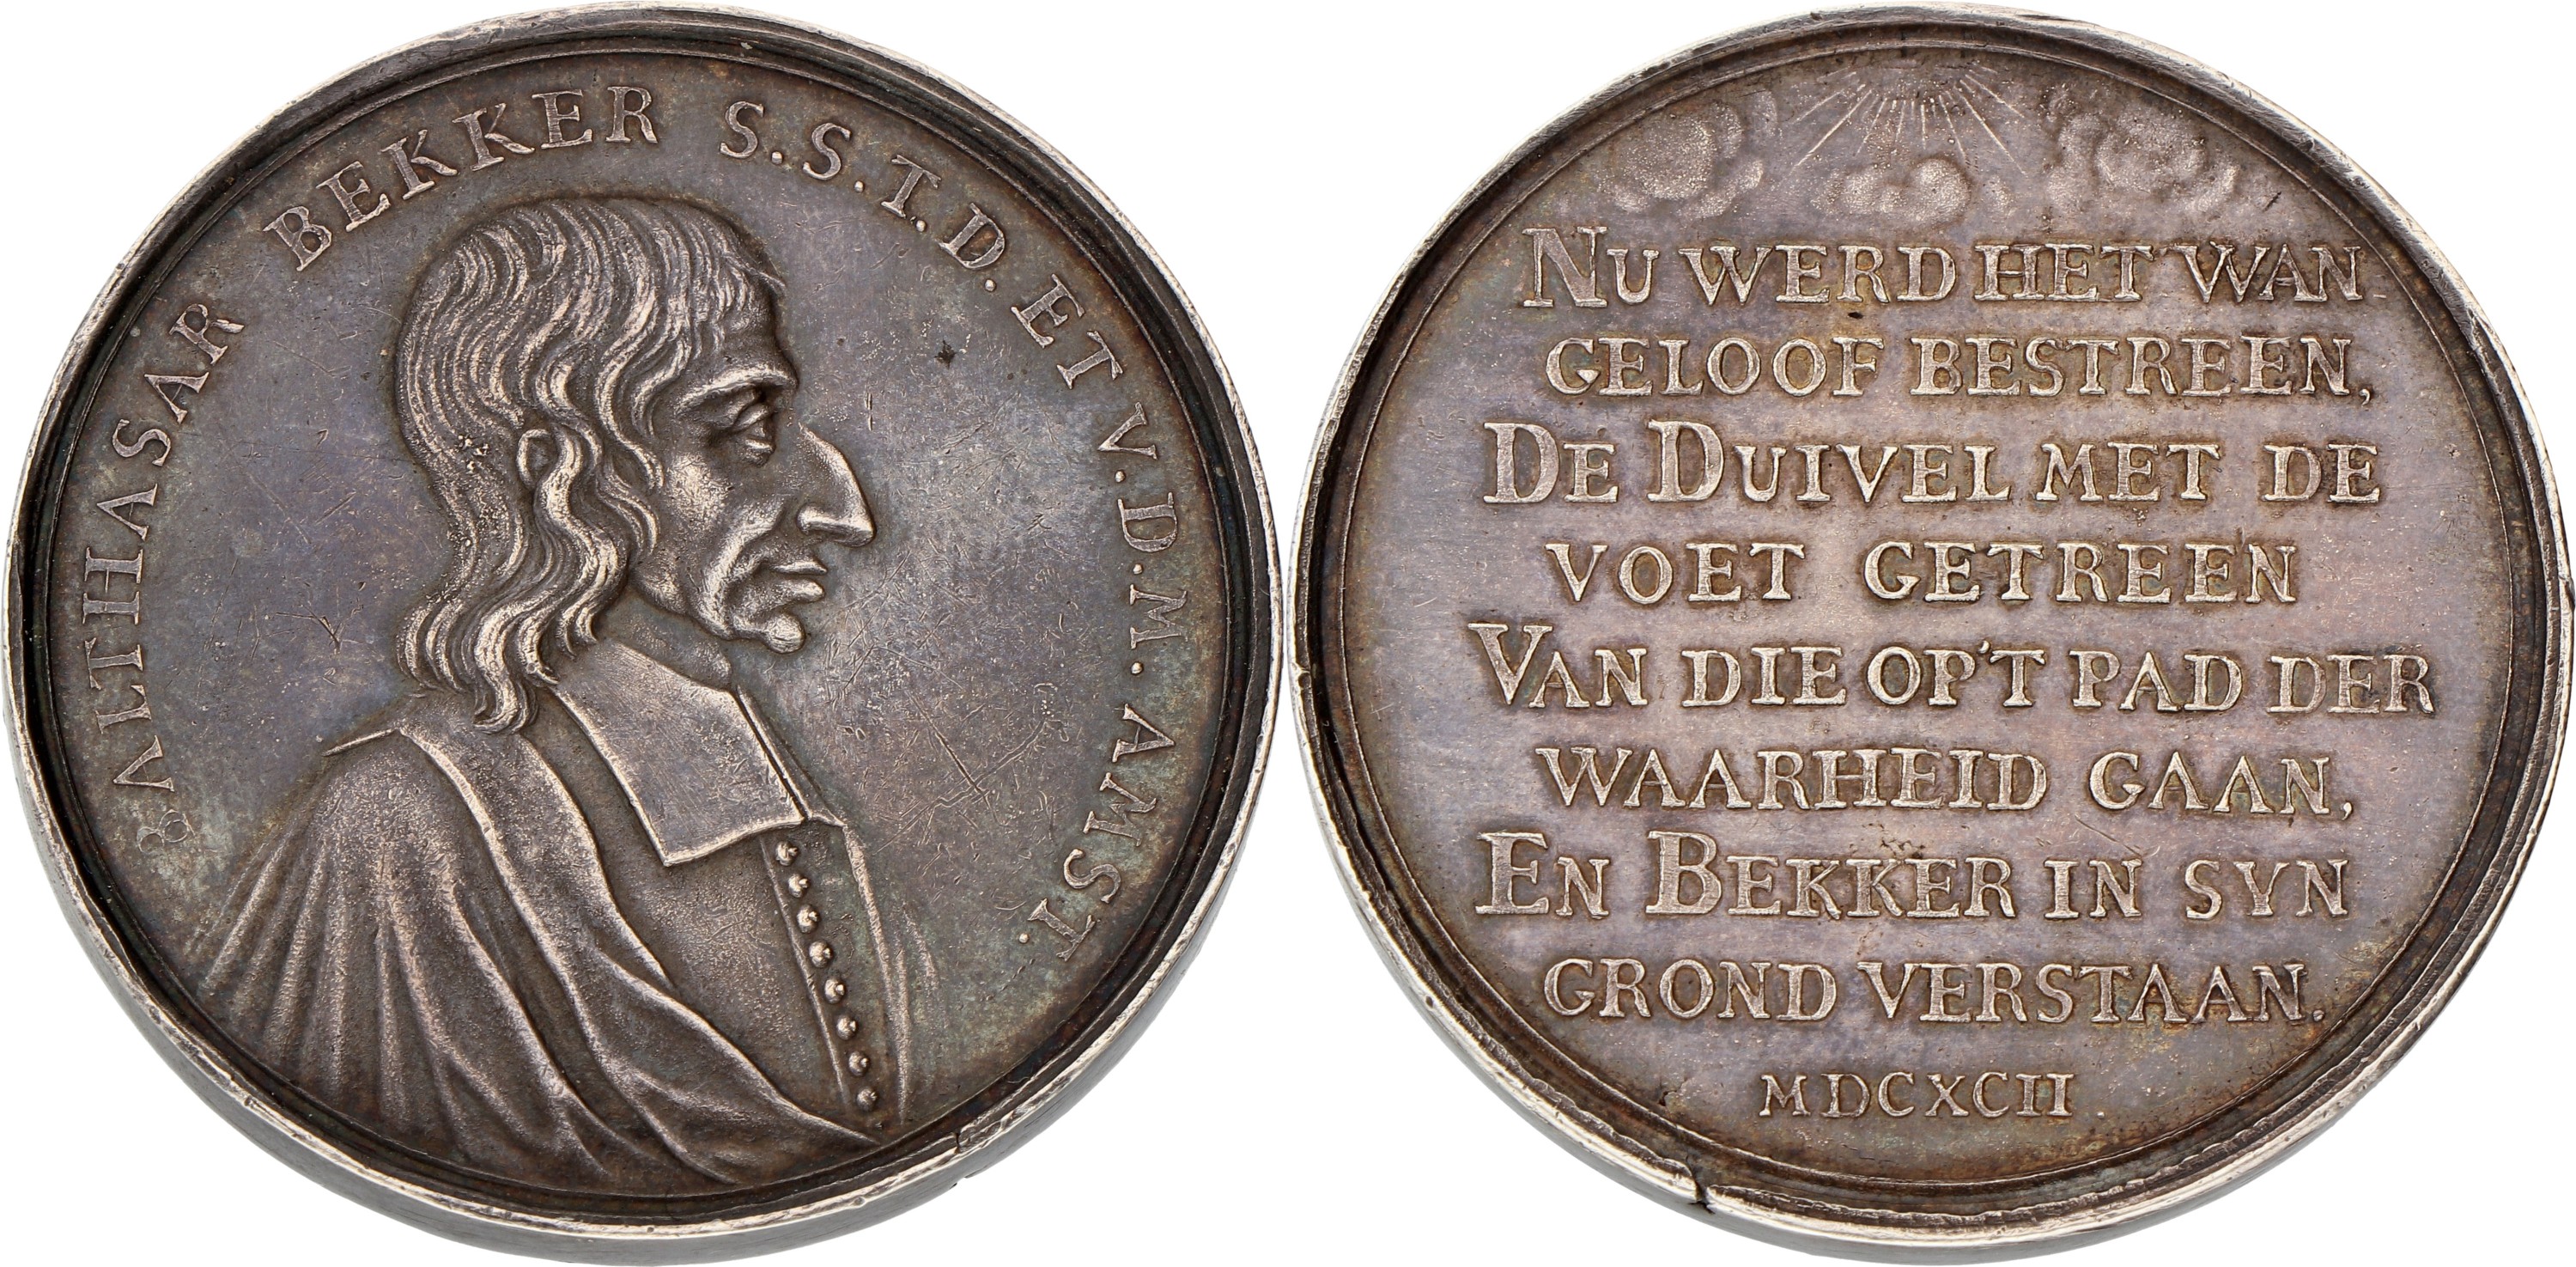 BALTHASAR BEKKER S.S.T.D. ET V.D.M. AMST.
NU WERD HET WAN
GELOOF BESTREEN,
DE DUIVEL MET DE
VOET GETREEN
VAN DIE OP'T PAD DER
WAARHEID GAAN,
EN BEKKER IN SYN
GROND VERSTAAN.
MDCXCII